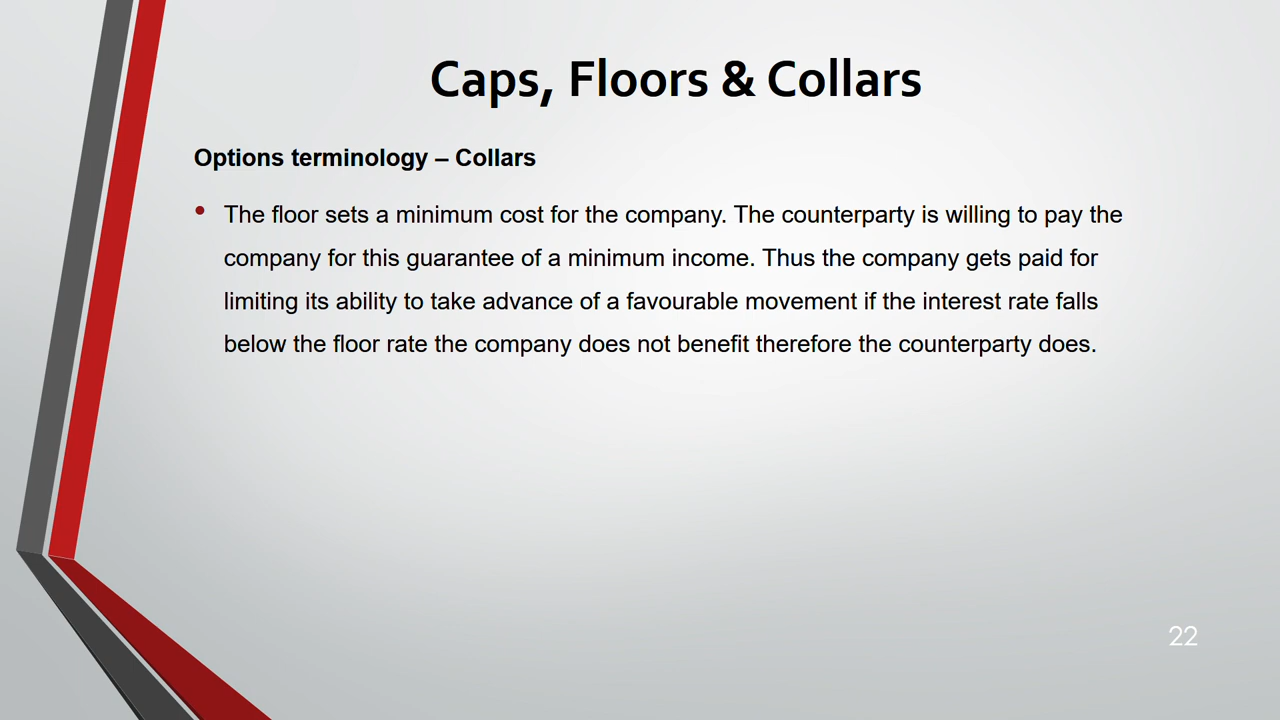 Caps, Floors & Collars
Options terminology – Collars
• The floor sets a minimum cost for the company. The counterparty is willing to pay the
company for this guarantee of a minimum income. Thus the company gets paid for
limiting its ability to take advance of a favourable movement if the interest rate falls
below the floor rate the company does not benefit therefore the counterparty does.
22